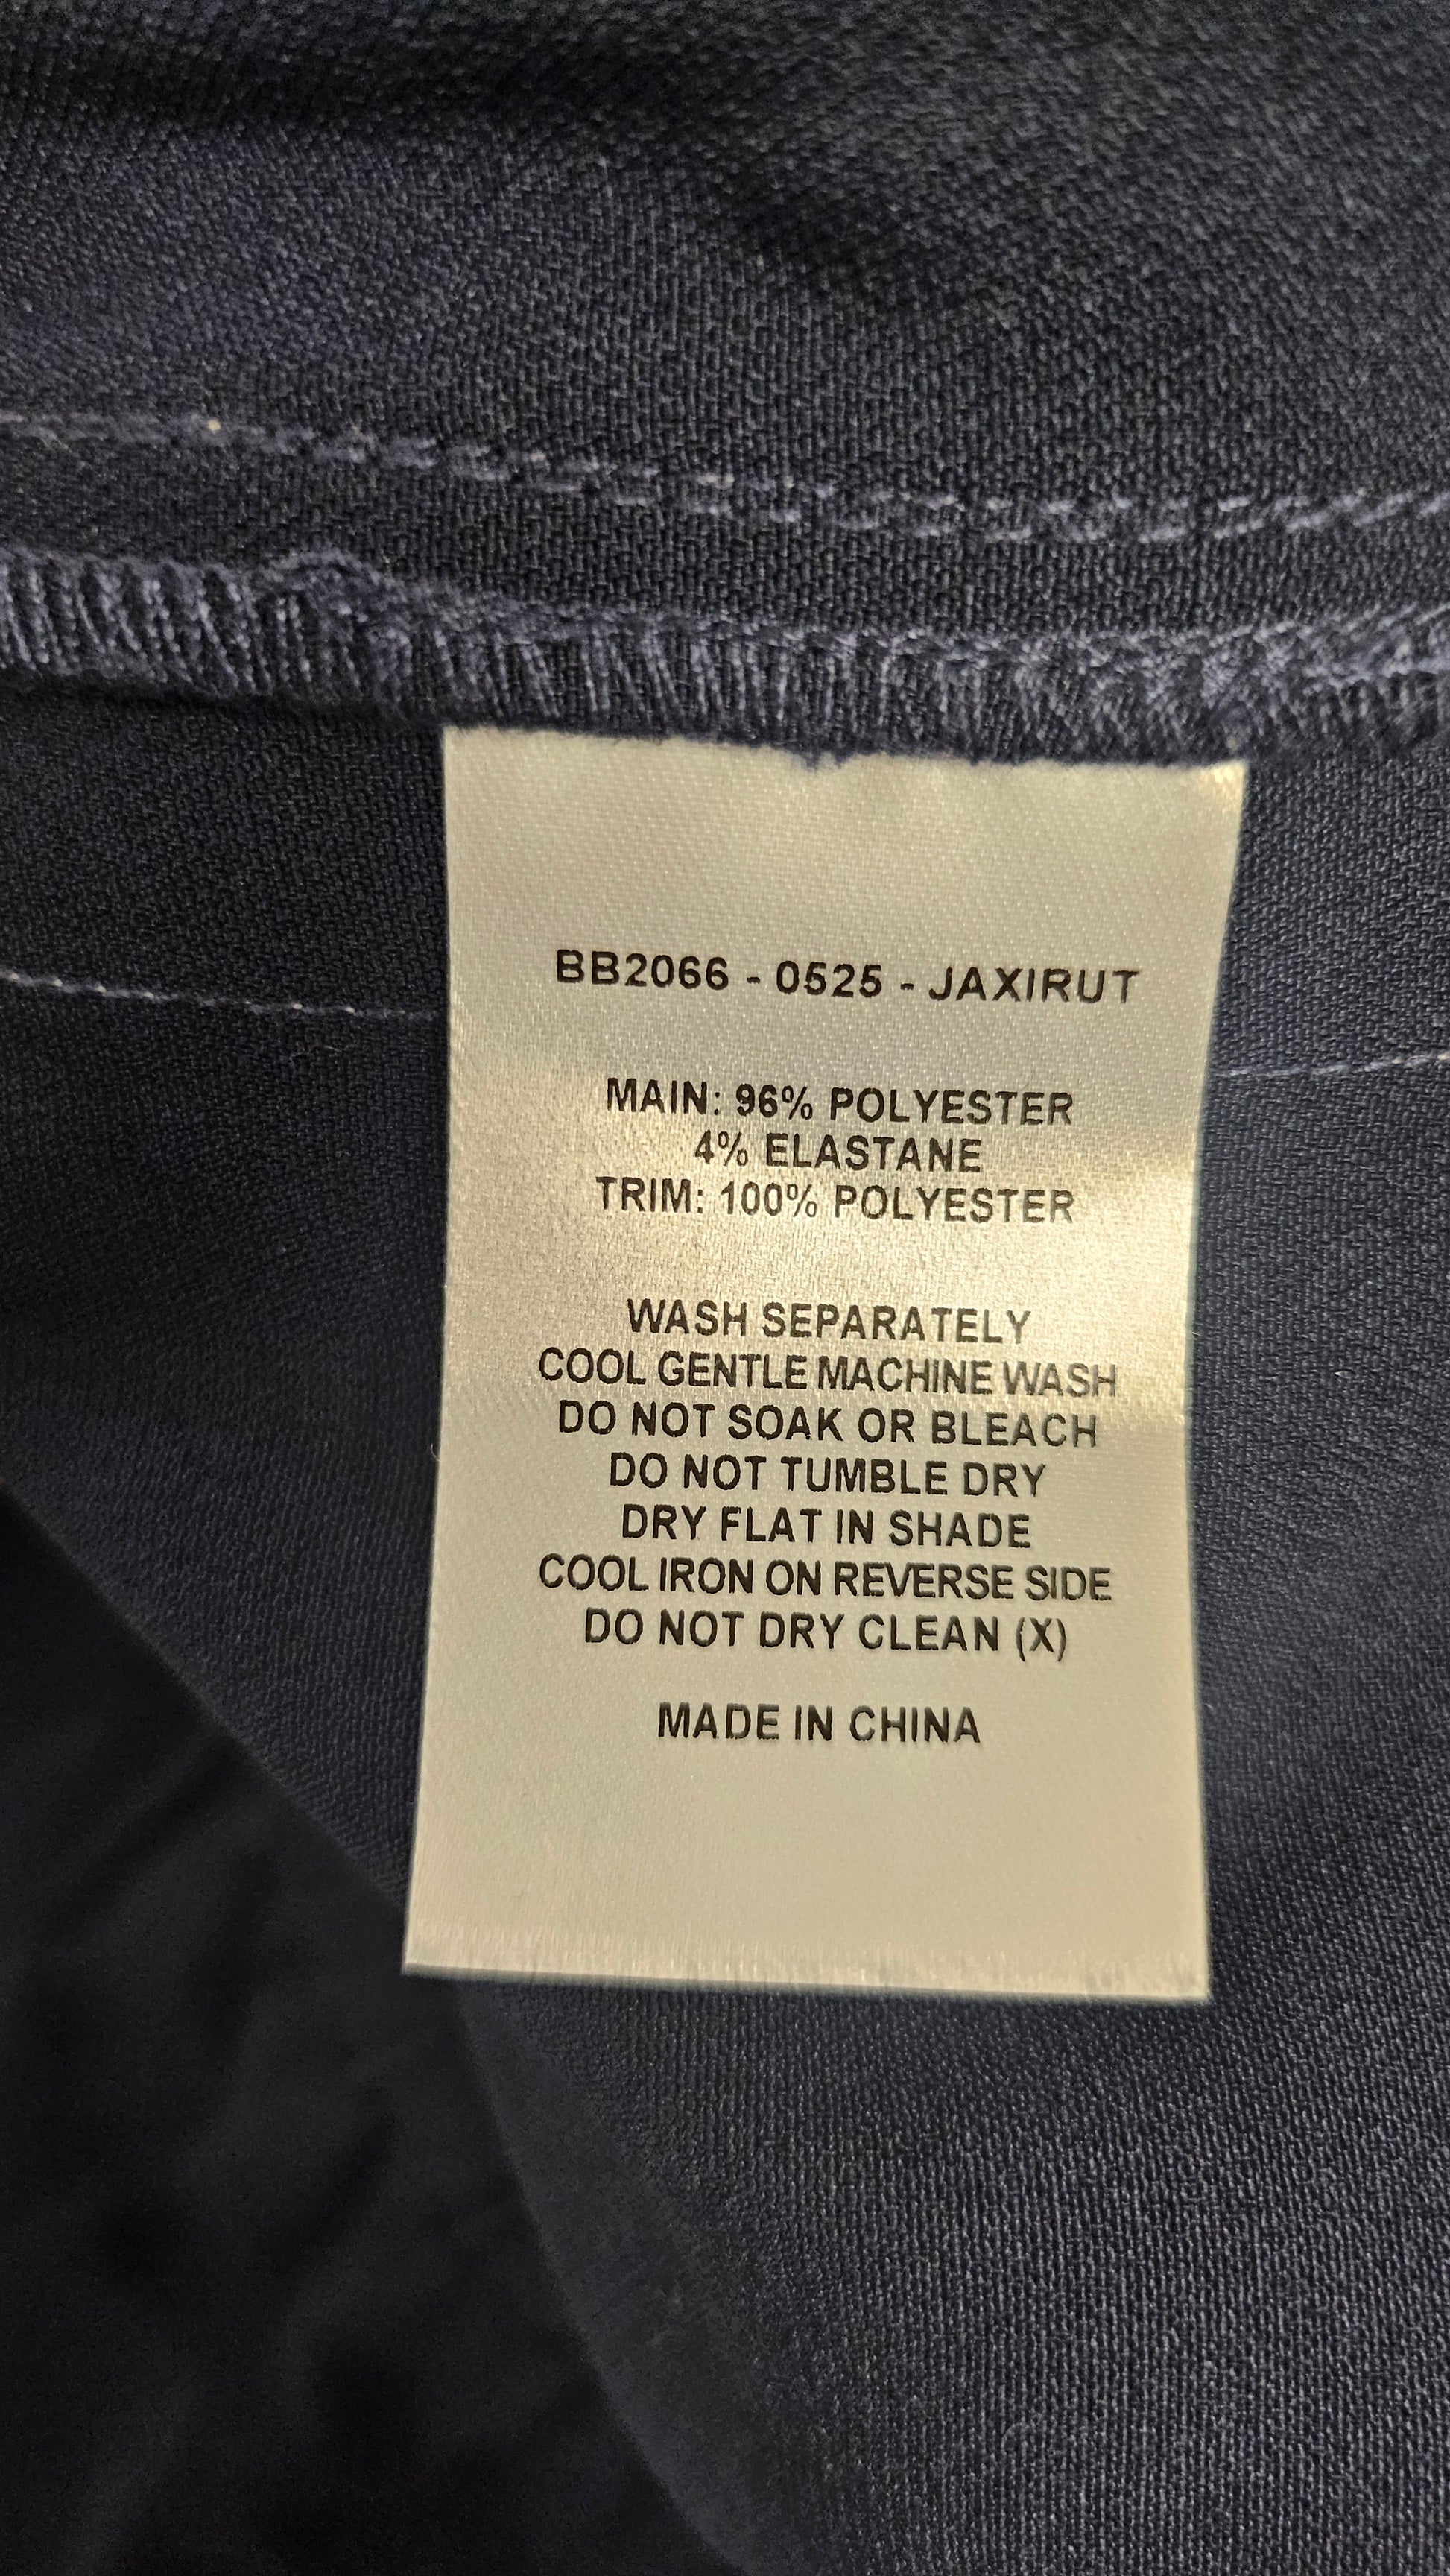 BB2066 - 0525 - JAXIRUT
MAIN: 96% POLYESTER
4% ELASTANE
TRIM: 100% POLYESTER
WASH SEPARATELY
COOL GENTLE MACHINE WASH
DO NOT SOAK OR BLEACH
DO NOT TUMBLE DRY
DRY FLAT IN SHADE
COOL IRON ON REVERSE SIDE
DO NOT DRY CLEAN (X)
MADE IN CHINA